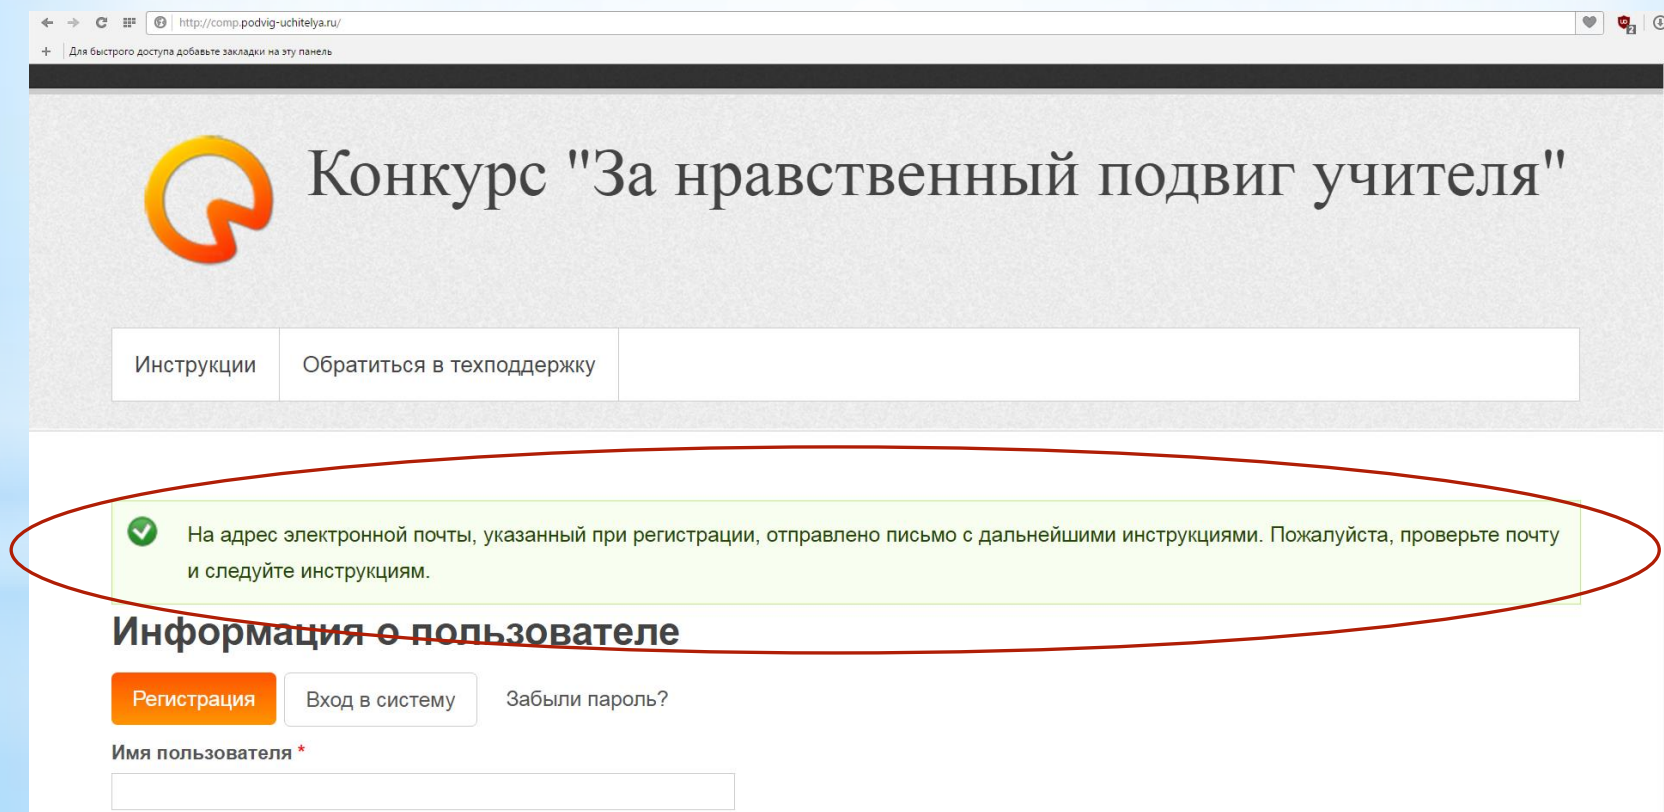 http://comp.podvig-uchitelya.ru/
2
+ Для быстрого доступа добавьте закладки на эту панель
Конкурс "За нравственный подвиг учителя"
Инструкции Обратиться в техподдержку
На адрес электронной почты, указанный при регистрации, отправлено письмо с дальнейшими инструкциями. Пожалуйста, проверьте почту
и следуйте инструкциям.
Информация о пользователе
Регистрация Вход в систему Забыли пароль?
Имя пользователя *